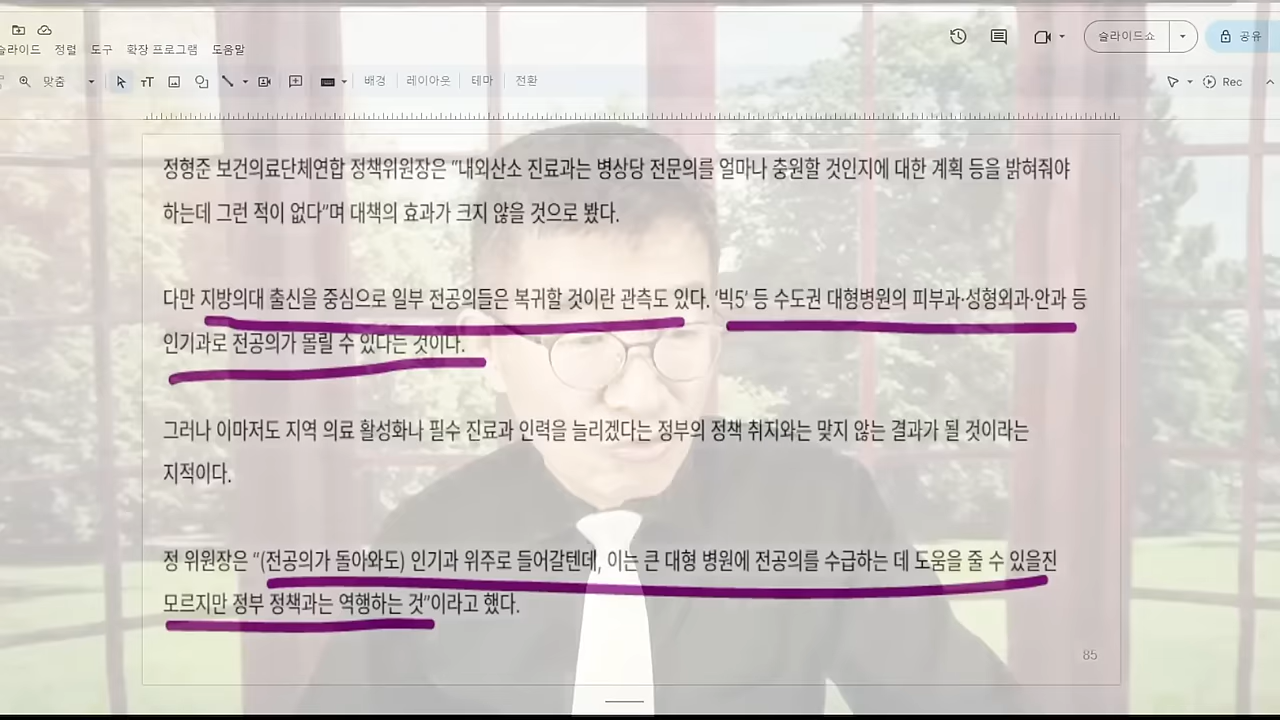 슬라이드 정렬 도구 확장 프로그램 도움말
슬라이드쇼
공유
맞춤
배경 레이아웃 테마 전환
Rec
정형준 보건의료단체연합 정책위원장은 “내외산소 진료과는 병상당 전문의를 얼마나 충원할 것인지에 대한 계획 등을 밝혀줘야
하는데 그런 적이 없다”며 대책의 효과가 크지 않을 것으로 봤다.
다만 지방의대 출신을 중심으로 일부 전공의들은 복귀할 것이란 관측도 있다. ‘빅5’ 등 수도권 대형병원의 피부과·성형외과·안과 등
인기과로 전공의가 몰릴 수 있다는 것이다.
그러나 이마저도 지역 의료 활성화나 필수 진료과 인력을 늘리겠다는 정부의 정책 취지와는 맞지 않는 결과가 될 것이라는
지적이다.
정 위원장은 “(전공의가 돌아와도) 인기과 위주로 들어갈텐데, 이는 큰 대형 병원에 전공의를 수급하는 데 도움을 줄 수 있을진
모르지만 정부 정책과는 역행하는 것”이라고 했다.
85